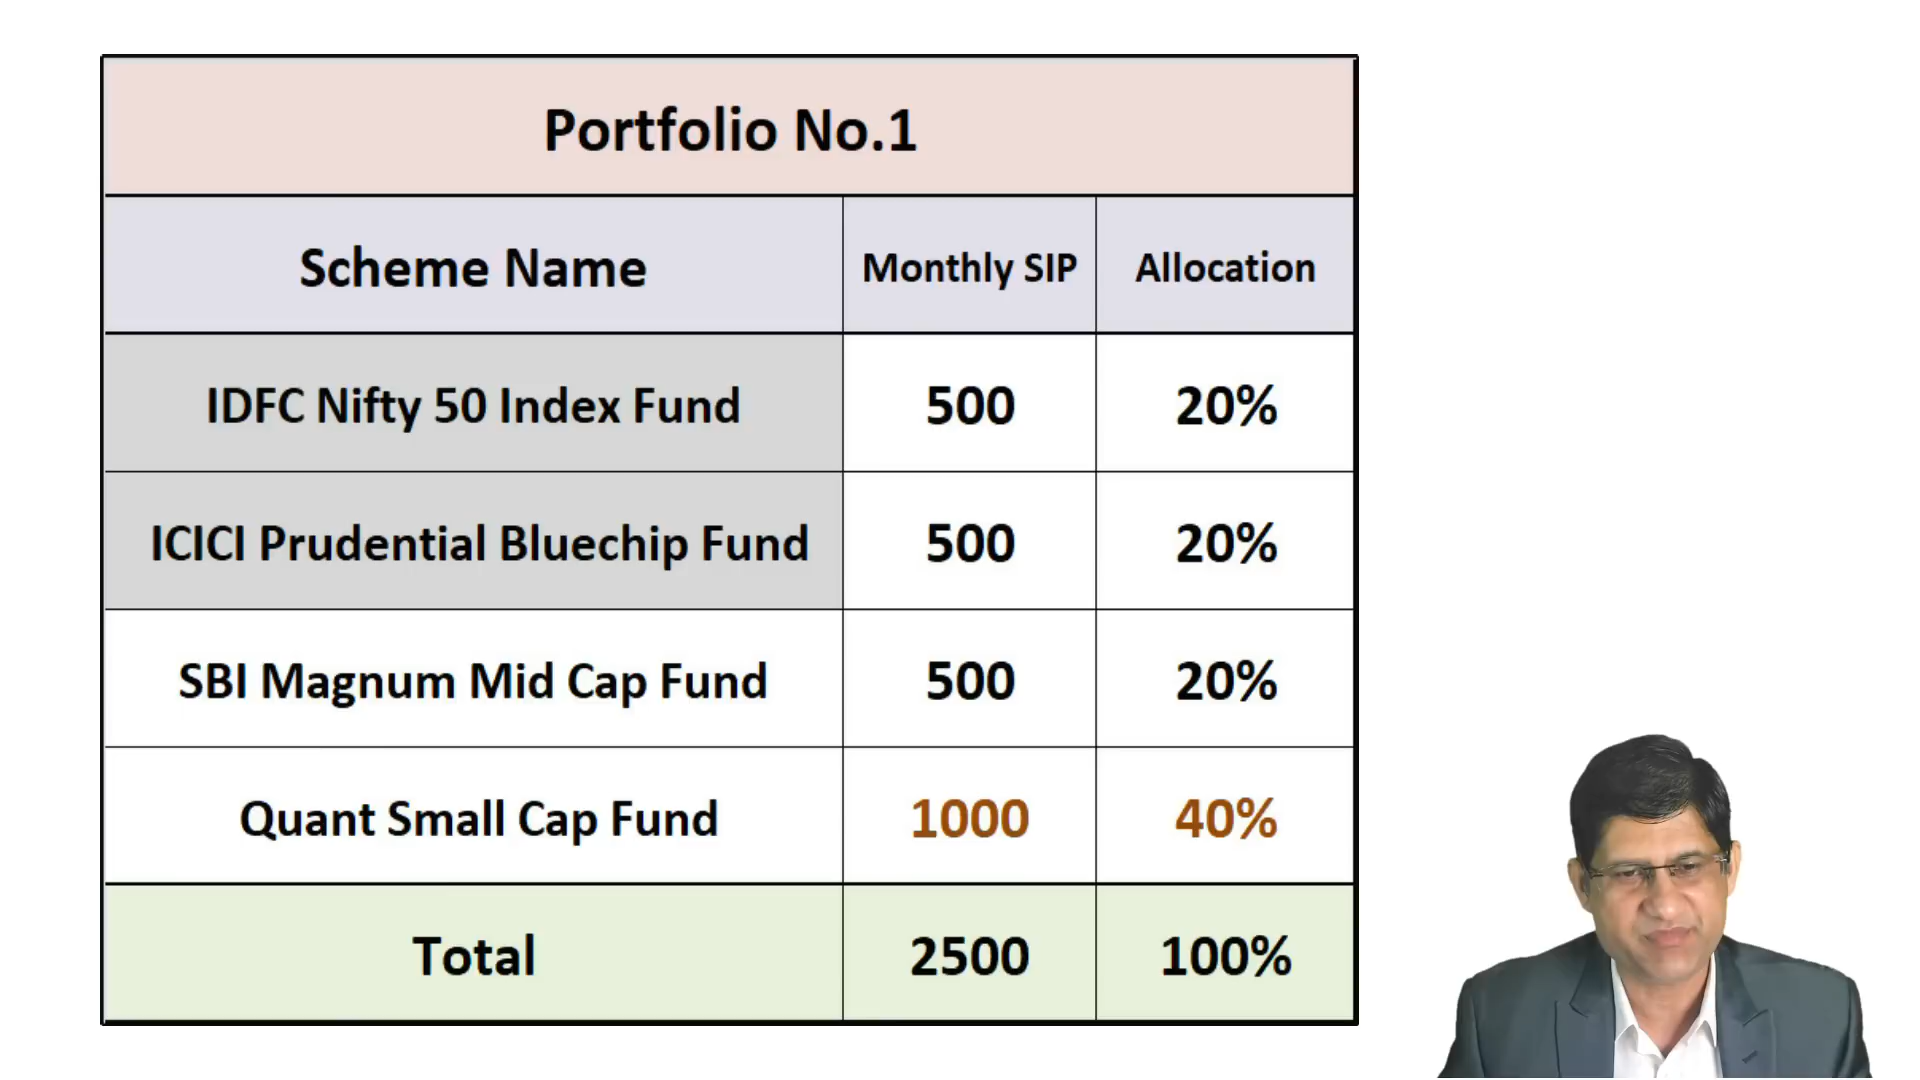 Portfolio No.1
Scheme Name Monthly SIP Allocation
IDFC Nifty 50 Index Fund 500 20%
ICICI Prudential Bluechip Fund 500 20%
SBI Magnum Mid Cap Fund 500 20%
Quant Small Cap Fund 1000 40%
Total 2500 100%